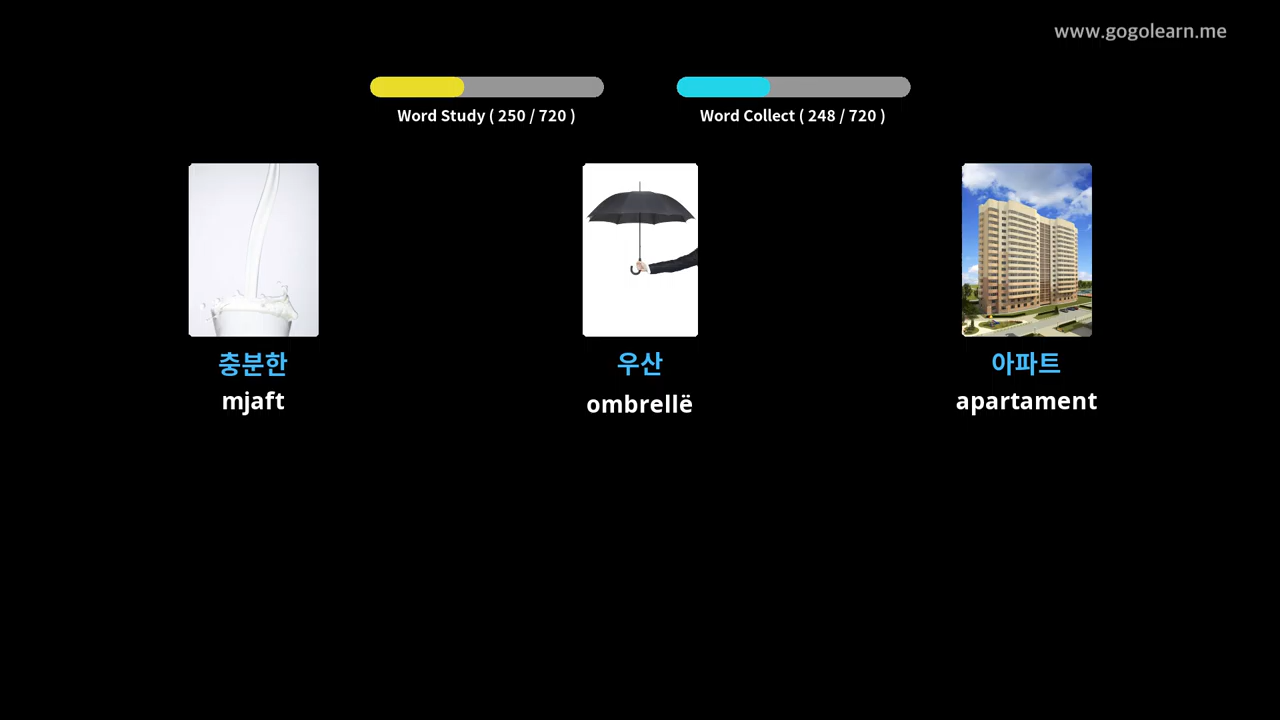 www.gogolearn.me
Word Study ( 250 / 720 )
Word Collect ( 248 / 720 )
충분한
mjaft
우산
ombrellë
아파트
apartament